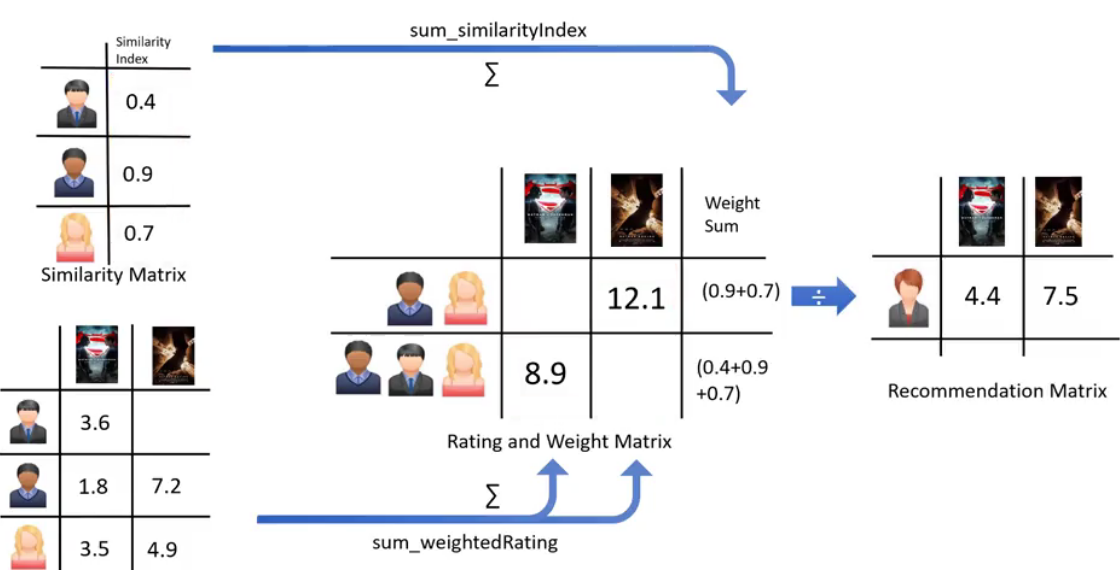 sum_similarityIndex
∑
Similarity
Index
0.4
0.9
0.7
Similarity Matrix
Weight
Sum
12.1
(0.9+0.7)
÷
8.9
(0.4+0.9
+0.7)
Rating and Weight Matrix
4.4 7.5
Recommendation Matrix
3.6
1.8 7.2
3.5 4.9
∑
sum_weightedRating